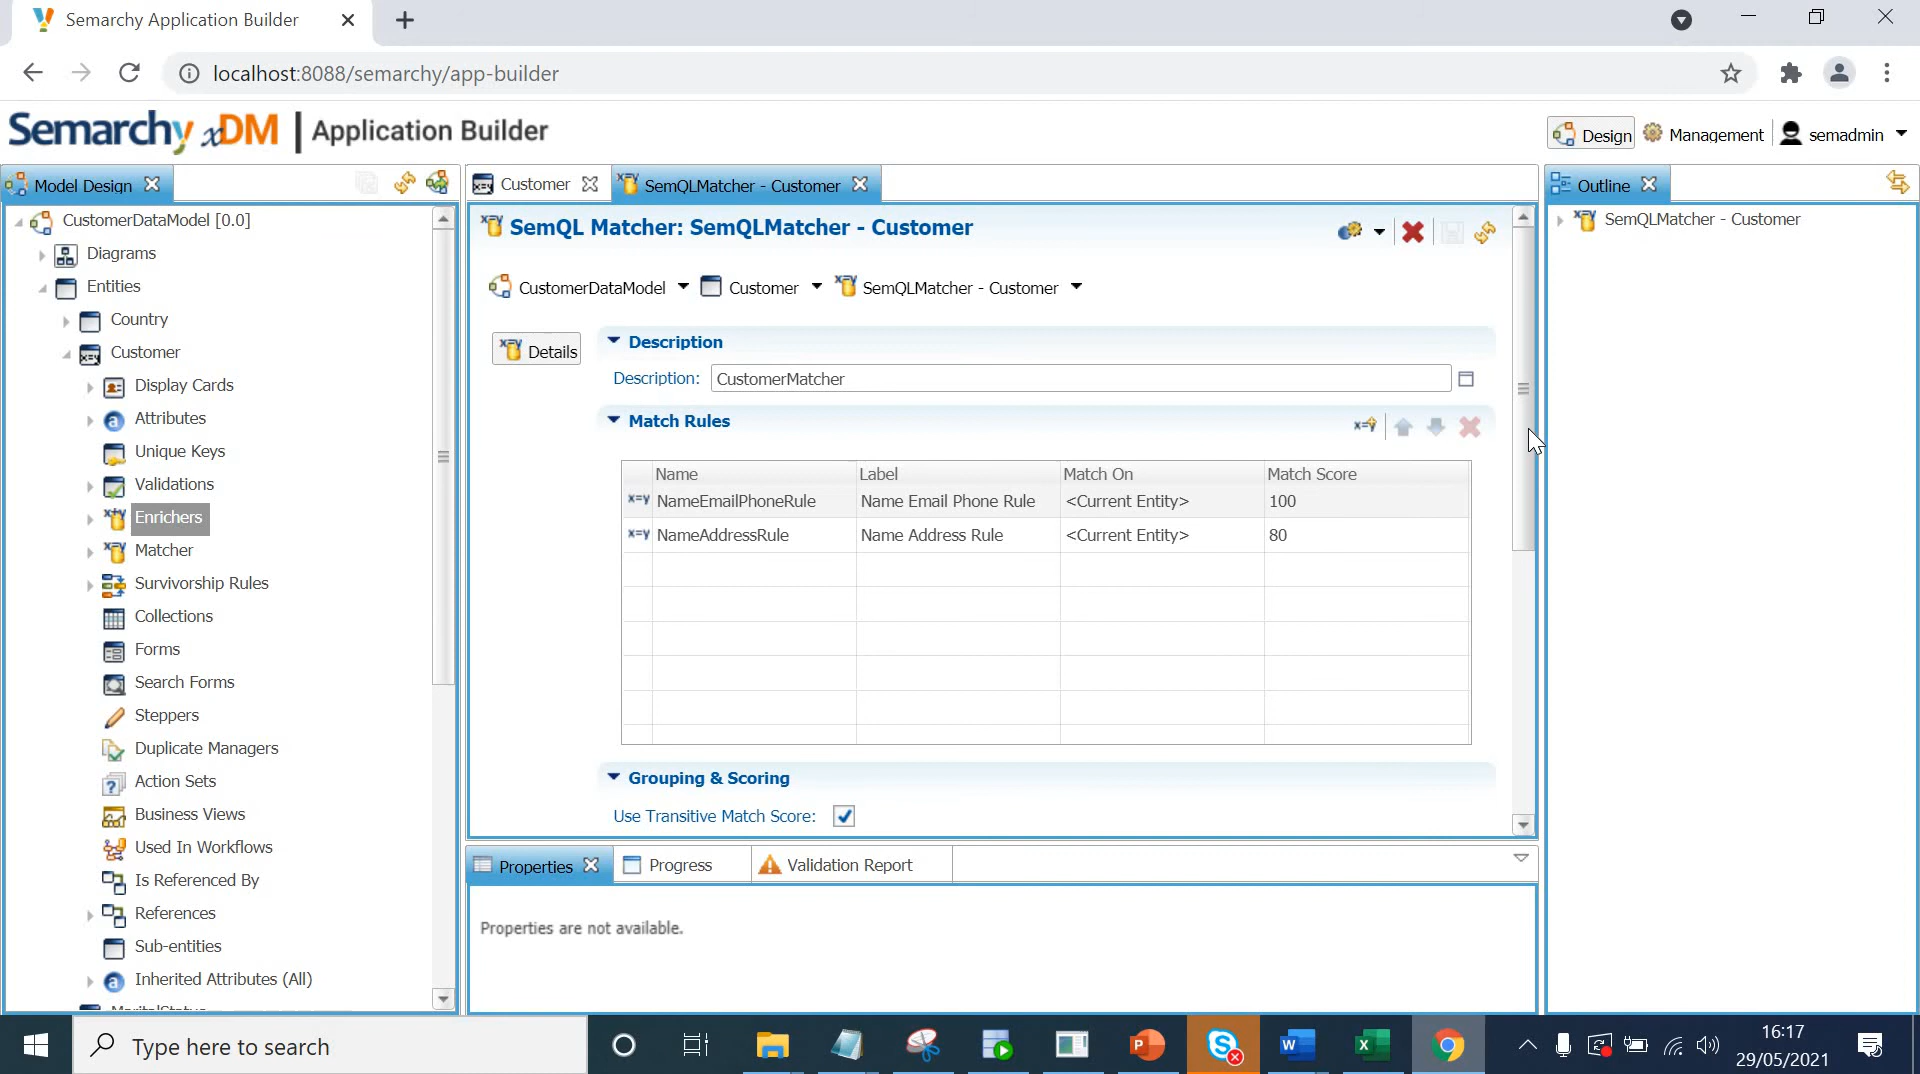 Semarchy Application Builder
localhost:8088/semarchy/app-builder
Semarchy xDM | Application Builder
Design
Management
semadmin
Model Design
Customer
SemQLMatcher - Customer
Outline
CustomerDataModel [0.0]
Diagrams
Entities
Country
Customer
Display Cards
Attributes
Unique Keys
Validations
Enrichers
Matcher
Survivorship Rules
Collections
Forms
Search Forms
Steppers
Duplicate Managers
Action Sets
Business Views
Used In Workflows
Is Referenced By
References
Sub-entities
Inherited Attributes (All)
SemQL Matcher: SemQLMatcher - Customer
CustomerDataModel
Customer
SemQLMatcher - Customer
Details
Description
Description: CustomerMatcher
Match Rules
Name Label Match On Match Score
NameEmailPhoneRule Name Email Phone Rule <Current Entity> 100
NameAddressRule Name Address Rule <Current Entity> 80
Grouping & Scoring
Use Transitive Match Score:
Properties
Progress
Validation Report
Properties are not available.
SemQLMatcher - Customer
Type here to search
16:17
29/05/2021